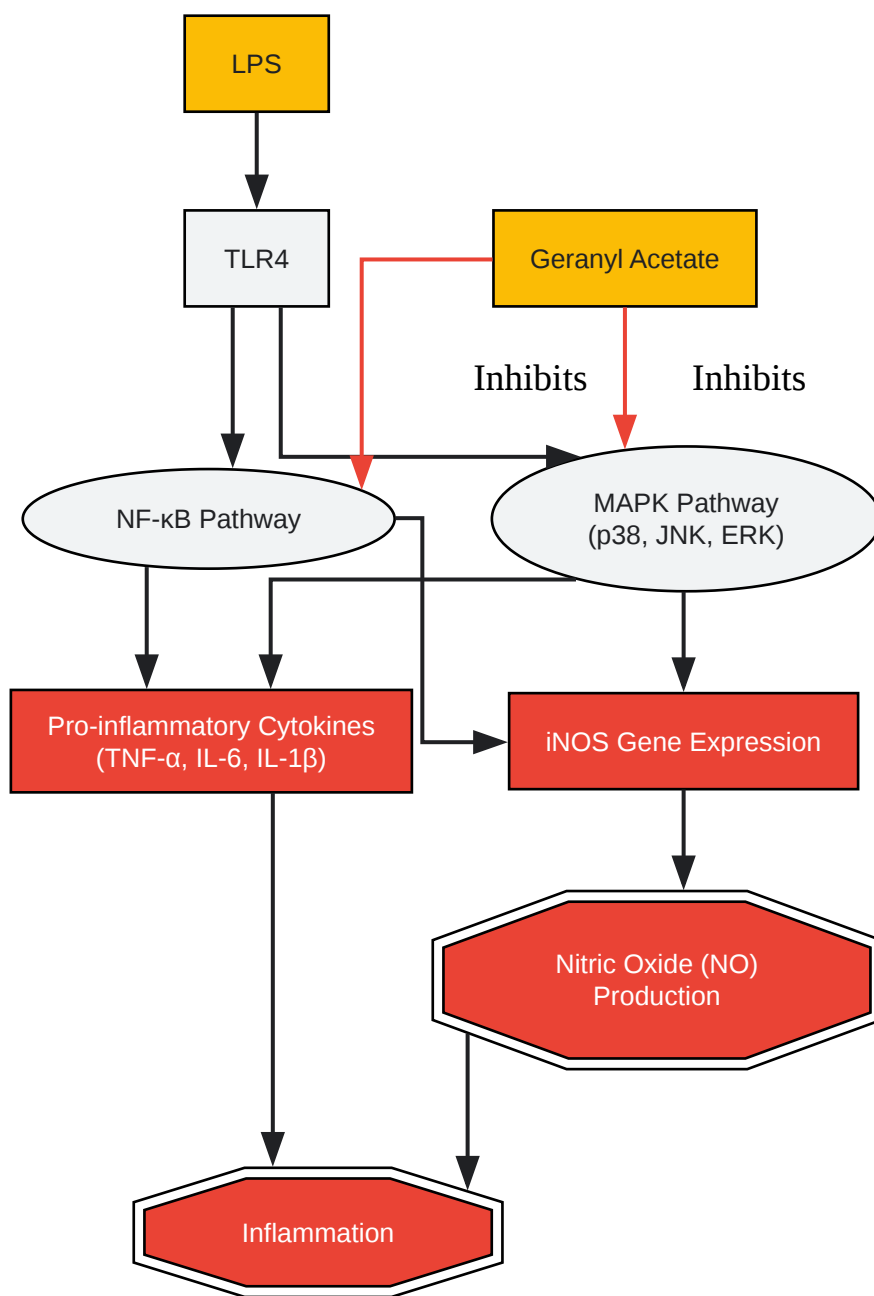 LPS
TLR4
Geranyl Acetate
Inhibits
Inhibits
NF-κB Pathway
MAPK Pathway
(p38, JNK, ERK)
Pro-inflammatory Cytokines
(TNF-α, IL-6, IL-1β)
iNOS Gene Expression
Nitric Oxide (NO)
Production
Inflammation